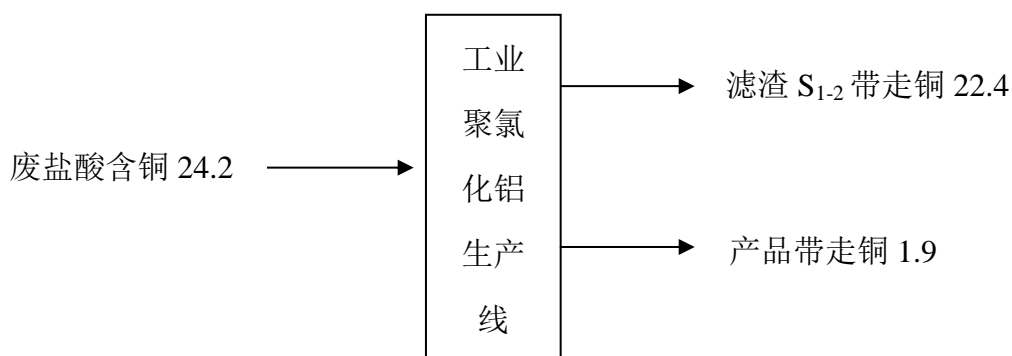 废盐酸含铜 24.2
工业
聚氯
化铝
生产
线
滤渣 S1-2 带走铜 22.4
产品带走铜 1.9